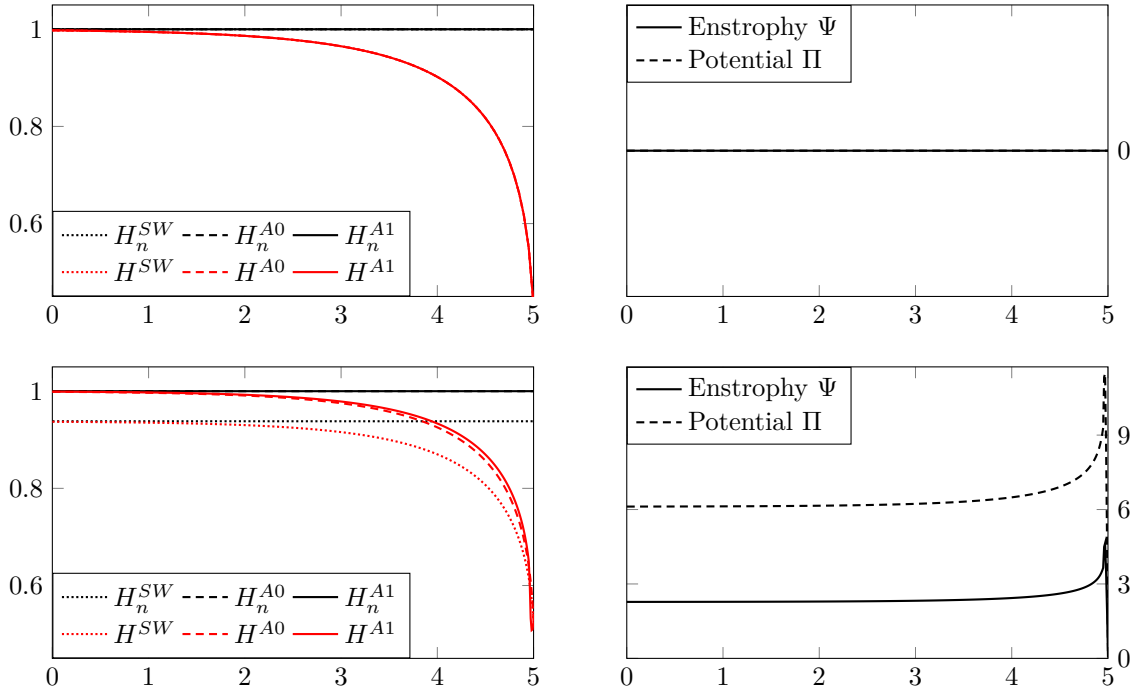 1
0.8
0.6
H_n^{SW} H_n^{A0} H_n^{A1}
H^{SW} H^{A0} H^{A1}
0 1 2 3 4 5
Enstrophy Ψ
Potential Π
0
0 1 2 3 4 5
1
0.8
0.6
H_n^{SW} H_n^{A0} H_n^{A1}
H^{SW} H^{A0} H^{A1}
0 1 2 3 4 5
Enstrophy Ψ
Potential Π
9
6
3
0
0 1 2 3 4 5